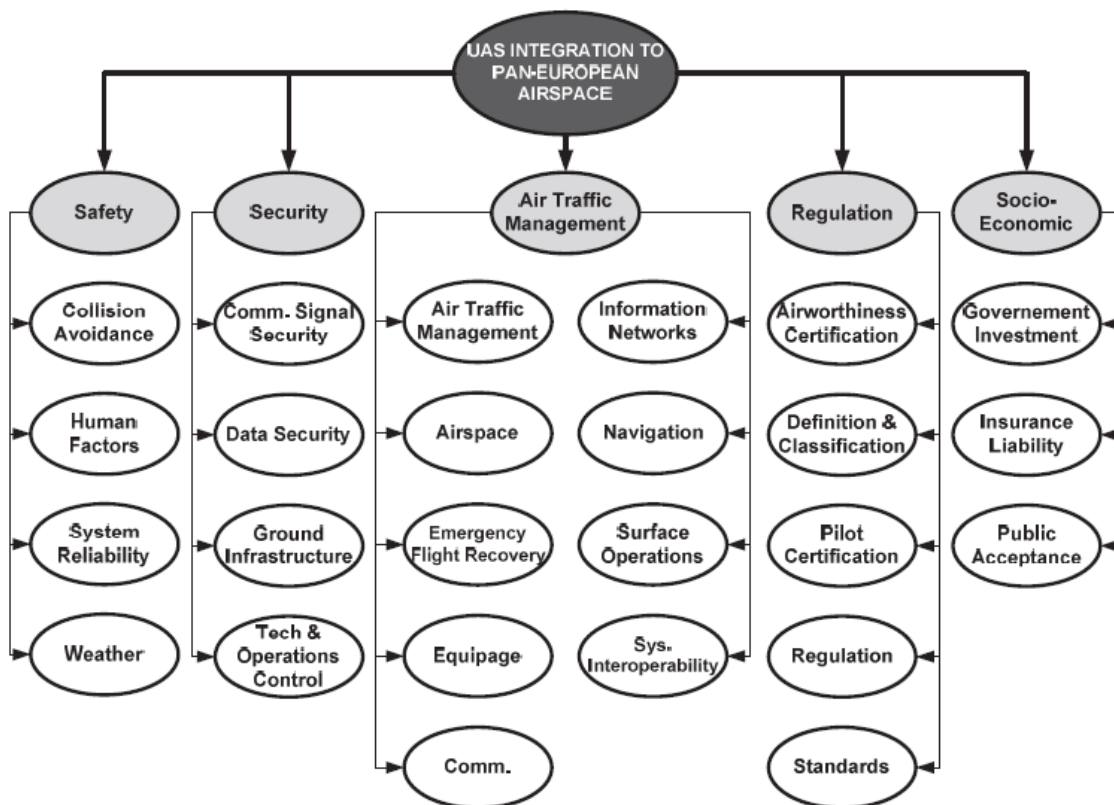 UAS INTEGRATION TO
PAN-EUROPEAN
AIRSPACE
Safety
Security
Air Traffic
Management
Regulation
Socio-
Economic
Collision
Avoidance
Comm. Signal
Security
Air Traffic
Management
Information
Networks
Airworthiness
Certification
Governement
Investment
Human
Factors
Data Security
Airspace
Navigation
Definition &
Classification
Insurance
Liability
System
Reliability
Ground
Infrastructure
Emergency
Flight Recovery
Surface
Operations
Pilot
Certification
Public
Acceptance
Weather
Tech &
Operations
Control
Equipage
Sys.
Interoperability
Regulation
Comm.
Standards